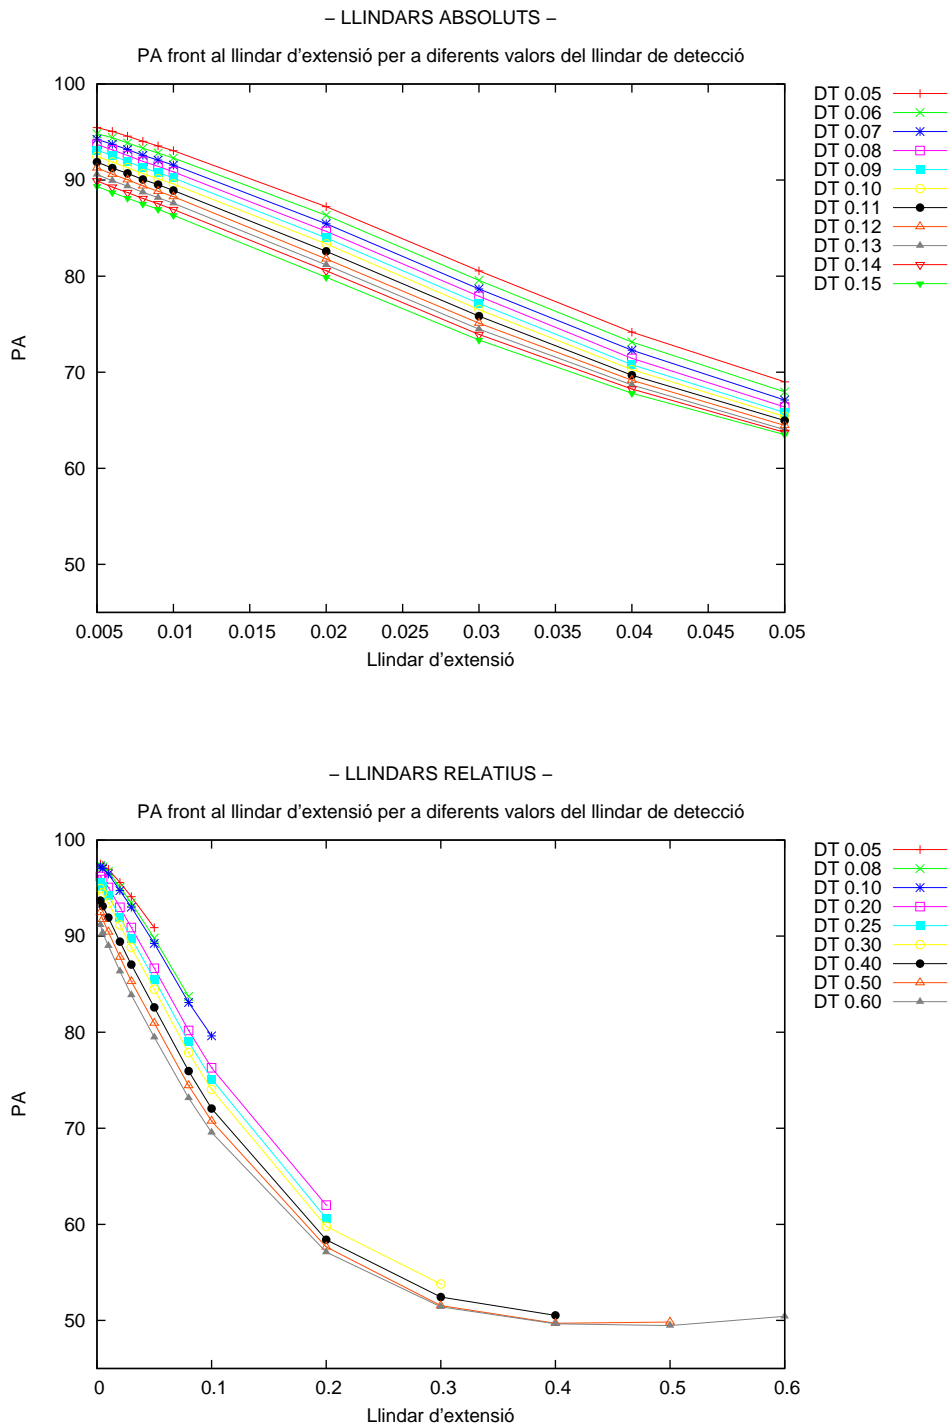 – LLINDARS ABSOLUTS –
PA front al llindar d'extensió per a diferents valors del llindar de detecció
100
90
80
70
60
50
PA
0.005 0.01 0.015 0.02 0.025 0.03 0.035 0.04 0.045 0.05
Llindar d'extensió
DT 0.05
DT 0.06
DT 0.07
DT 0.08
DT 0.09
DT 0.10
DT 0.11
DT 0.12
DT 0.13
DT 0.14
DT 0.15
– LLINDARS RELATIUS –
PA front al llindar d'extensió per a diferents valors del llindar de detecció
100
90
80
70
60
50
PA
0 0.1 0.2 0.3 0.4 0.5 0.6
Llindar d'extensió
DT 0.05
DT 0.08
DT 0.10
DT 0.20
DT 0.25
DT 0.30
DT 0.40
DT 0.50
DT 0.60